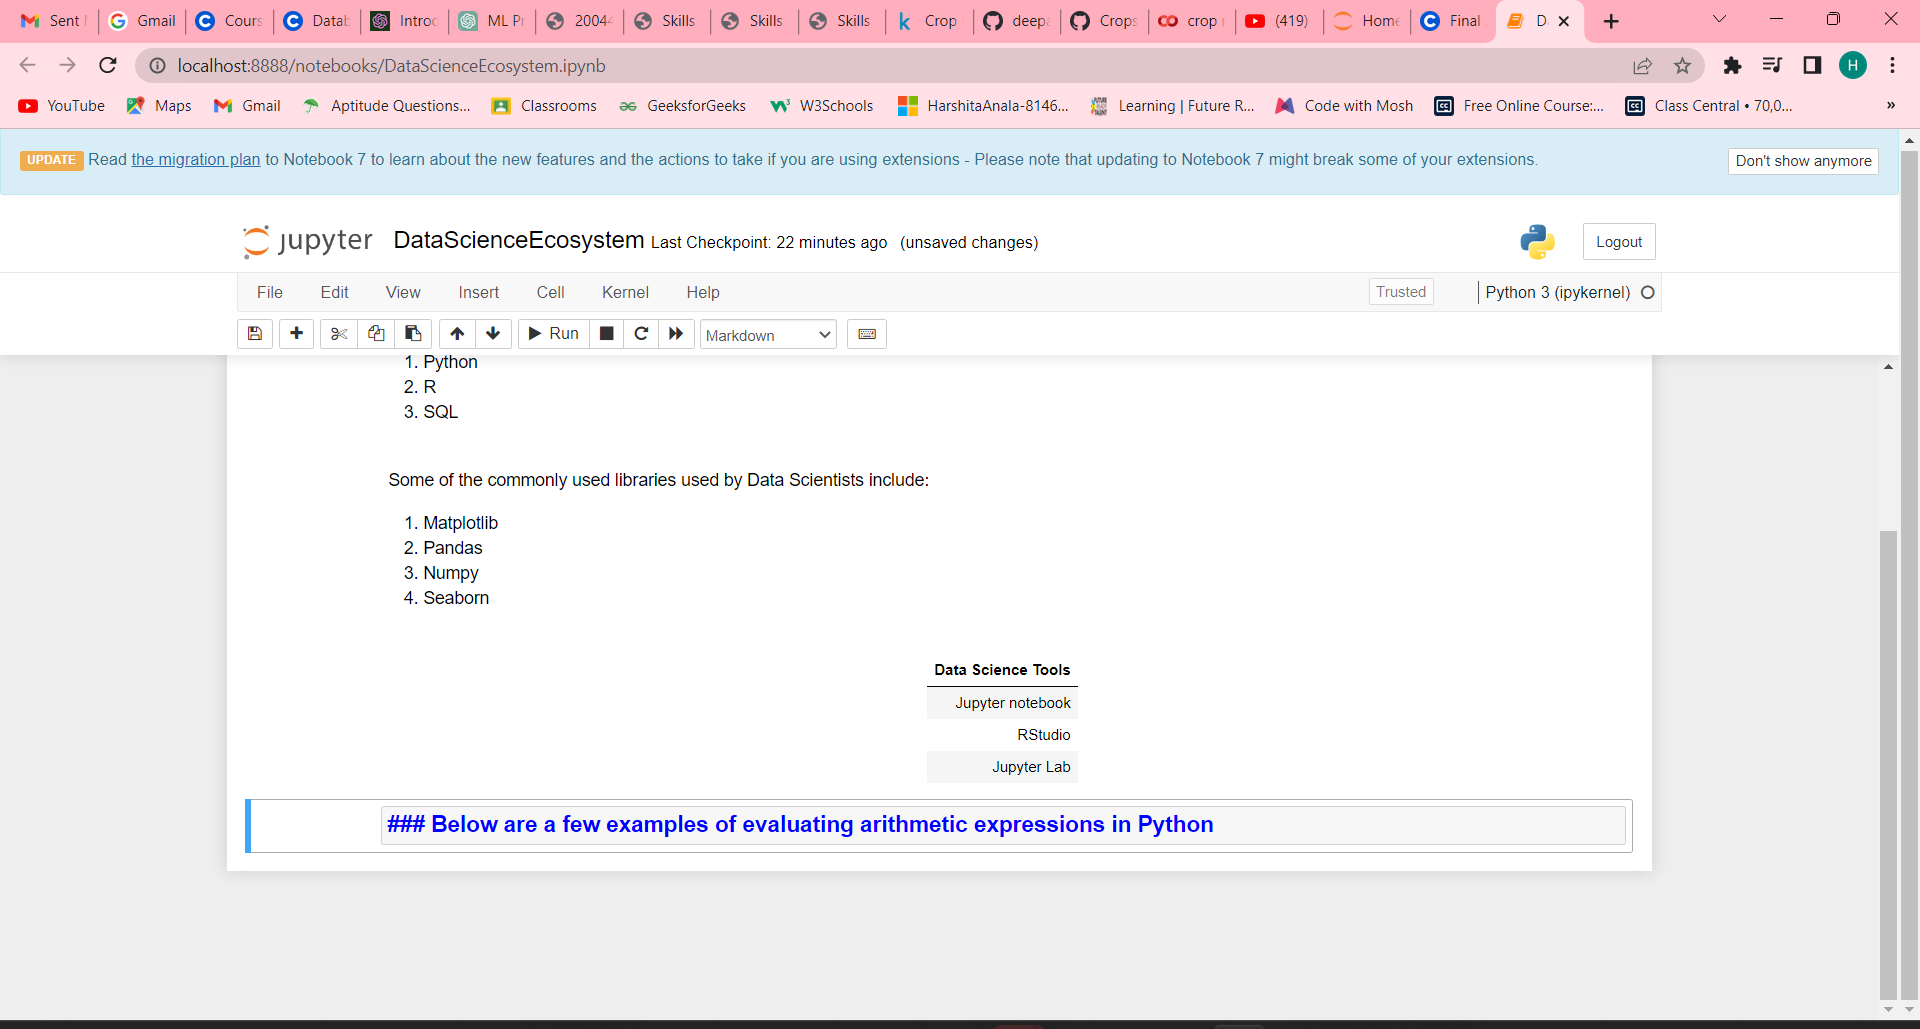 Sent
Gmail
Cours
Datab
Introd
ML Pr
2004
Skills
Skills
Skills
Crop
deepa
Crops
crop r
(419)
Home
Final
D
localhost:8888/notebooks/DataScienceEcosystem.ipynb
H
YouTube
Maps
Gmail
Aptitude Questions...
Classrooms
GeeksforGeeks
W3Schools
HarshitaAnala-8146...
Learning | Future R...
Code with Mosh
Free Online Course:...
Class Central • 70,0...
»
UPDATE Read the migration plan to Notebook 7 to learn about the new features and the actions to take if you are using extensions - Please note that updating to Notebook 7 might break some of your extensions.
Don't show anymore
jupyter DataScienceEcosystem Last Checkpoint: 22 minutes ago (unsaved changes)
Logout
File Edit View Insert Cell Kernel Help
Trusted
Python 3 (ipykernel)
Run
Markdown
1. Python
2. R
3. SQL
Some of the commonly used libraries used by Data Scientists include:
1. Matplotlib
2. Pandas
3. Numpy
4. Seaborn
Data Science Tools
Jupyter notebook
RStudio
Jupyter Lab
### Below are a few examples of evaluating arithmetic expressions in Python